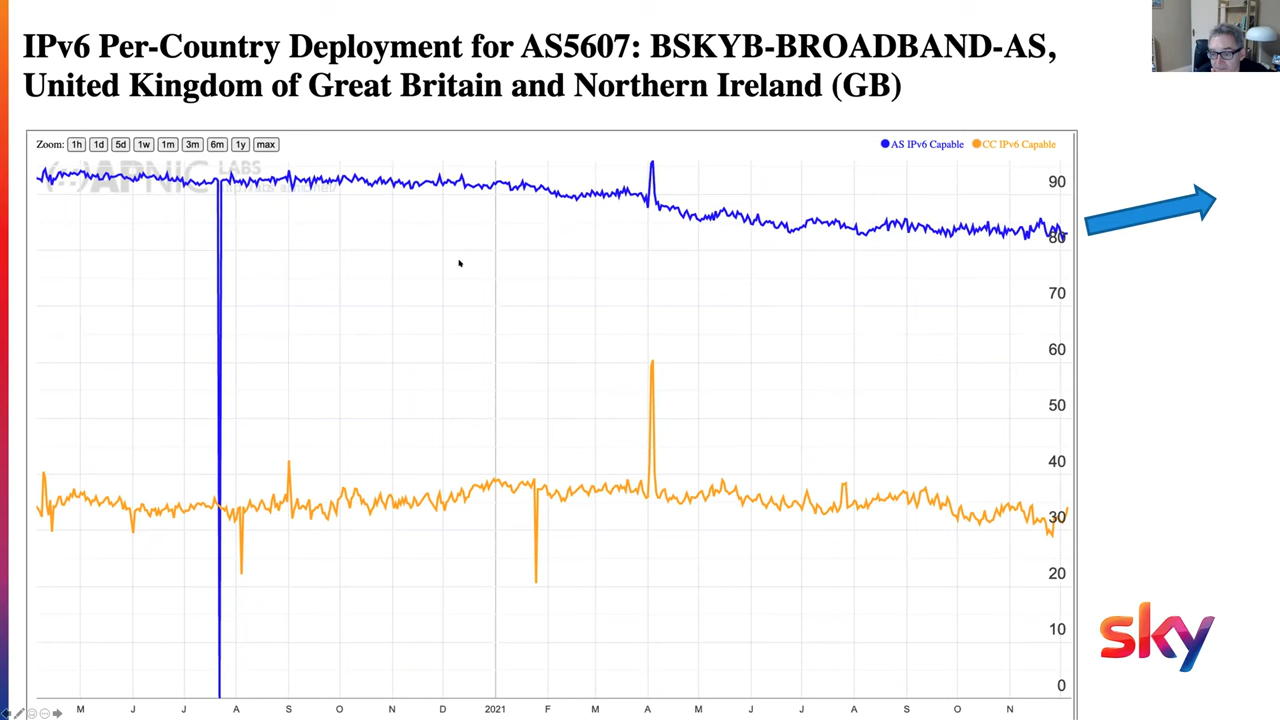 IPv6 Per-Country Deployment for AS5607: BSKYB-BROADBAND-AS,
United Kingdom of Great Britain and Northern Ireland (GB)
Zoom: 1h 1d 5d 1w 1m 3m 6m 1y max
AS IPv6 Capable CC IPv6 Capable
APNIC LABS
90
80
70
60
50
40
30
20
10
0
M J J A S O N D 2021 F M A M J J A S O N
sky